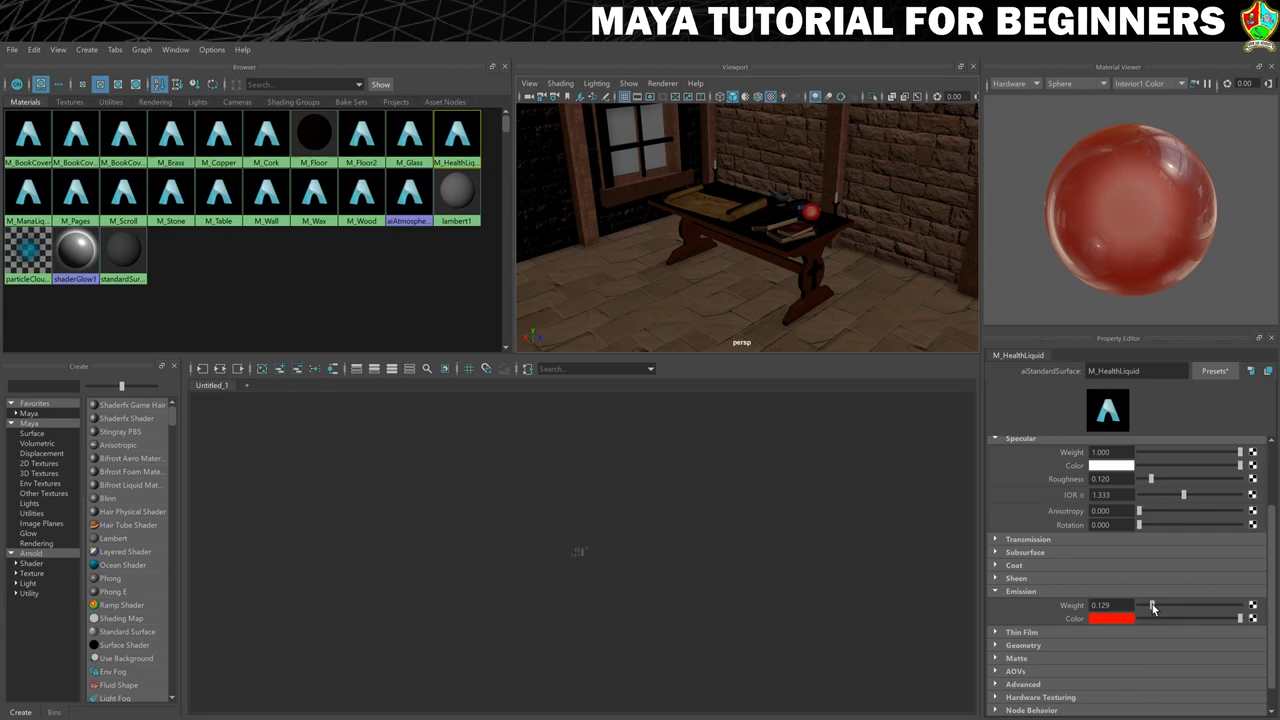 MAYA TUTORIAL FOR BEGINNERS
File Edit View Create Tabs Graph Window Options Help
Browser
Search... Show
Materials Textures Utilities Rendering Lights Cameras Shading Groups Bake Sets Projects Asset Nodes
M_BookCover M_BookCov... M_BookCov... M_Brass M_Copper M_Cork M_Floor M_Floor2 M_Glass M_HealthLiq...
M_ManaLiq... M_Pages M_Scroll M_Stone M_Table M_Wall M_Wax M_Wood aiAtmosphe... lambert1
particleClou... shaderGlow1 standardSur...
Viewport
View Shading Lighting Show Renderer Panels Help
0.00
persp
Material Viewer
Hardware Sphere Interior1 Color 0.00
Create
Favorites
Maya
Maya
Surface
Volumetric
Displacement
2D Textures
3D Textures
Env Textures
Other Textures
Lights
Utilities
Image Planes
Glow
Rendering
Arnold
Shader
Texture
Light
Utility
Shaderfx Game Hair
Shaderfx Shader
Stingray PBS
Anisotropic
Bifrost Aero Mater...
Bifrost Foam Mate...
Bifrost Liquid Mat...
Blinn
Hair Physical Shader
Hair Tube Shader
Lambert
Layered Shader
Ocean Shader
Phong
Phong E
Ramp Shader
Shading Map
Standard Surface
Surface Shader
Use Background
Env Fog
Fluid Shape
Light Fog
Create Bins
Search...
Untitled_1 +
Property Editor
M_HealthLiquid
aiStandardSurface: M_HealthLiquid Presets*
Specular
Weight 1.000
Color
Roughness 0.120
IOR 1.333
Anisotropy 0.000
Rotation 0.000
Transmission
Subsurface
Coat
Sheen
Emission
Weight 0.129
Color
Thin Film
Geometry
Matte
AOVs
Advanced
Hardware Texturing
Node Behavior